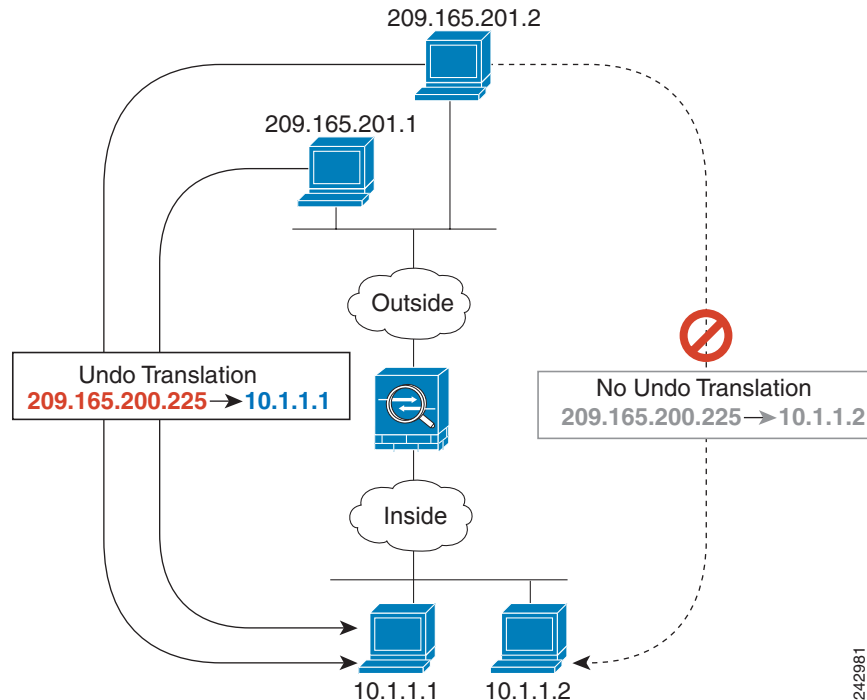 209.165.201.2
209.165.201.1
Outside
Undo Translation
209.165.200.225 → 10.1.1.1
No Undo Translation
209.165.200.225 → 10.1.1.2
Inside
10.1.1.1
10.1.1.2
242981